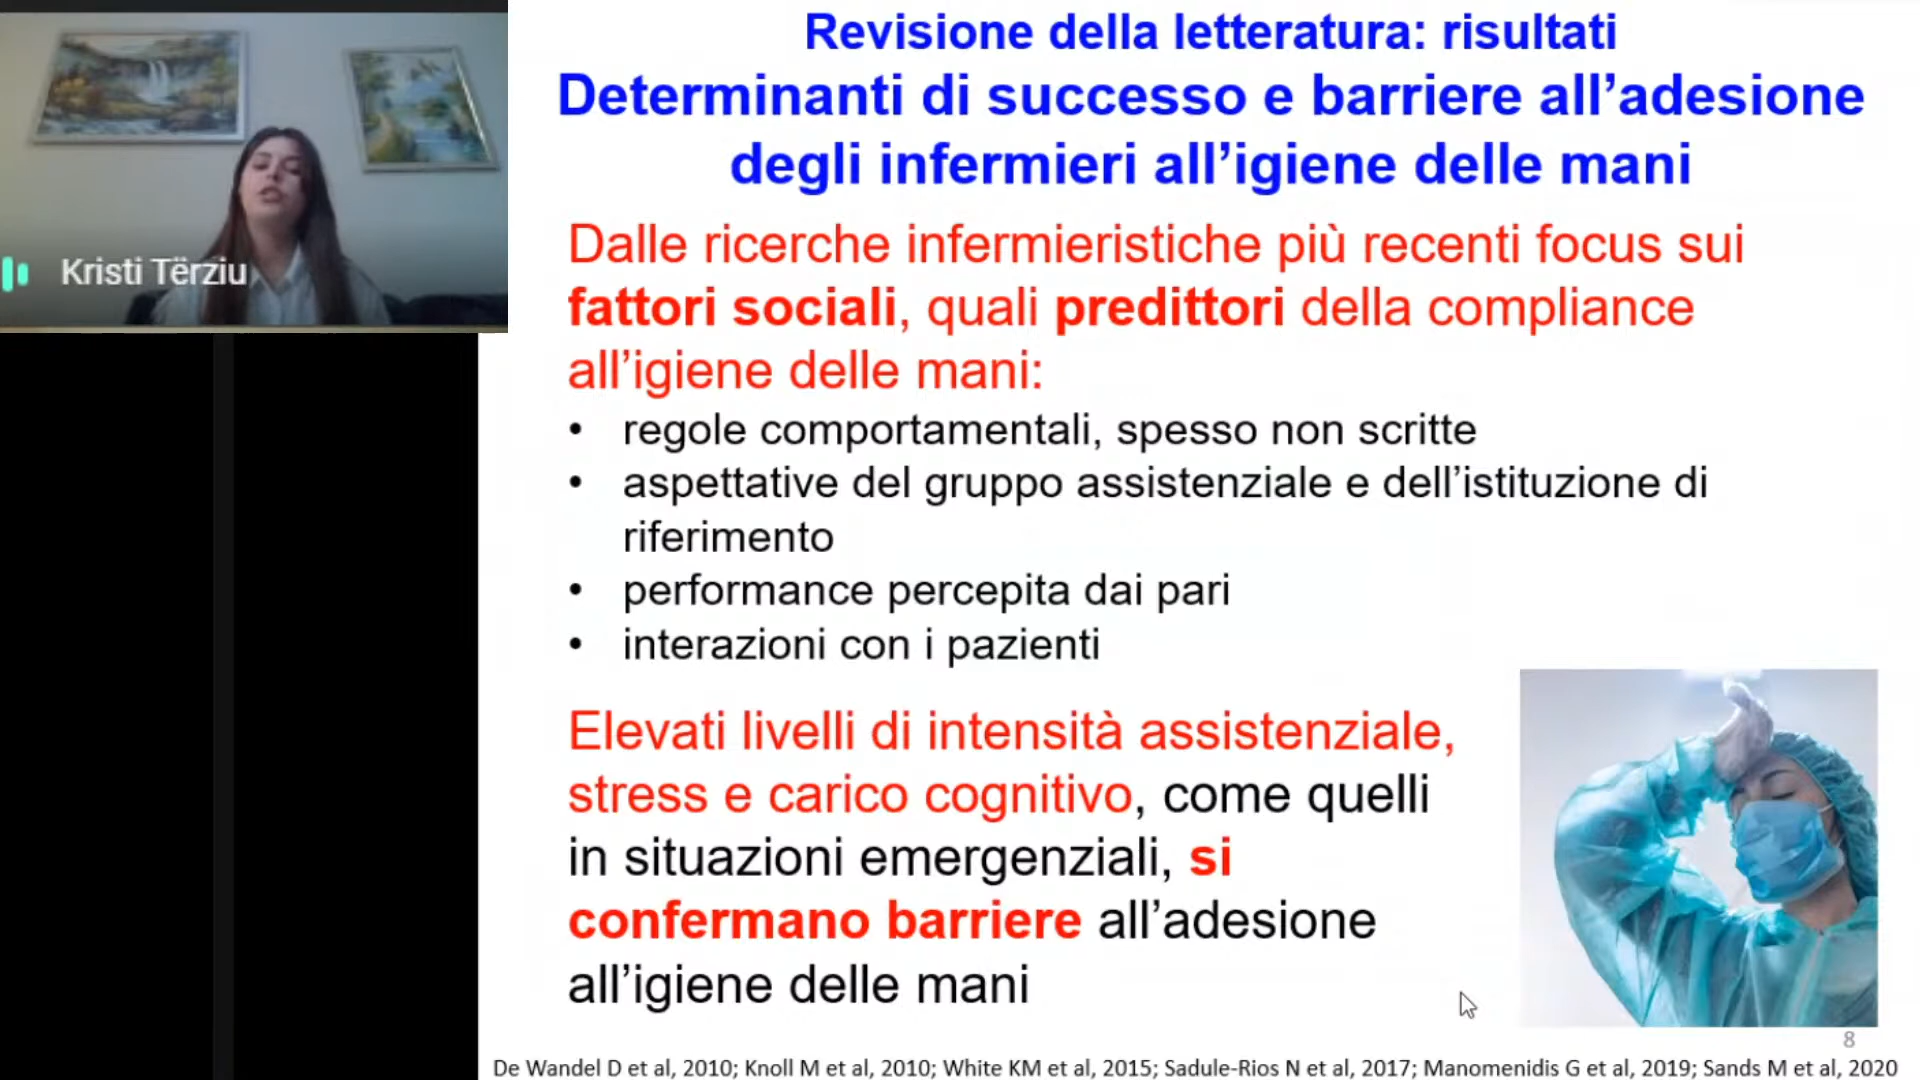 Revisione della letteratura: risultati
Determinanti di successo e barriere all’adesione
degli infermieri all’igiene delle mani
Kristi Tërziu
Dalle ricerche infermieristiche più recenti focus sui
fattori sociali, quali predittori della compliance
all’igiene delle mani:
• regole comportamentali, spesso non scritte
• aspettative del gruppo assistenziale e dell’istituzione di
riferimento
• performance percepita dai pari
• interazioni con i pazienti
Elevati livelli di intensità assistenziale,
stress e carico cognitivo, come quelli
in situazioni emergenziali, si
confermano barriere all’adesione
all’igiene delle mani
8
De Wandel D et al, 2010; Knoll M et al, 2010; White KM et al, 2015; Sadule-Rios N et al, 2017; Manomenidis G et al, 2019; Sands M et al, 2020